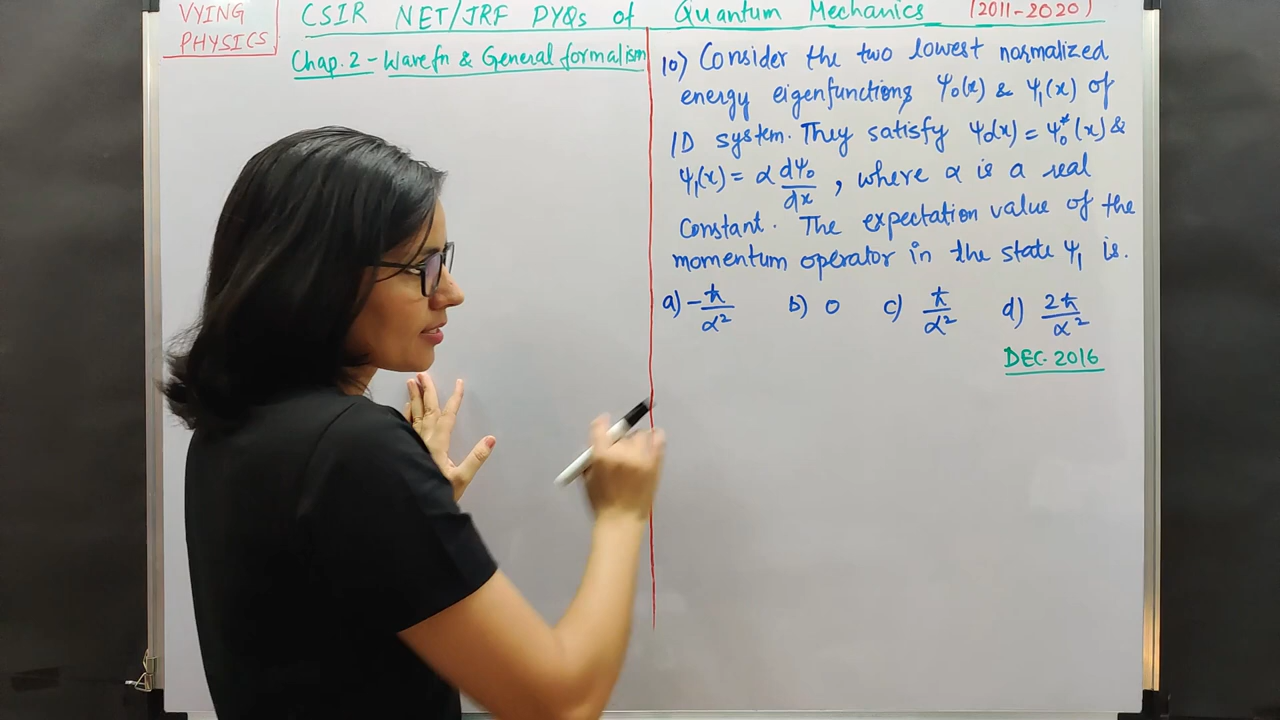 VYING PHYSICS
CSIR NET/JRF PYQs of Quantum Mechanics (2011-2020)
Chap. 2 - Wavefn & General formalism
10) Consider the two lowest normalized
energy eigenfunctions ψ₀(x) & ψ₁(x) of
1D system. They satisfy ψ₀(x) = ψ₀*(x) &
ψ₁(x) = α dψ₀/dx , where α is a real
Constant. The expectation value of the
momentum operator in the state ψ₁ is.
a) -ħ/α² b) 0 c) ħ/α² d) 2ħ/α²
DEC. 2016